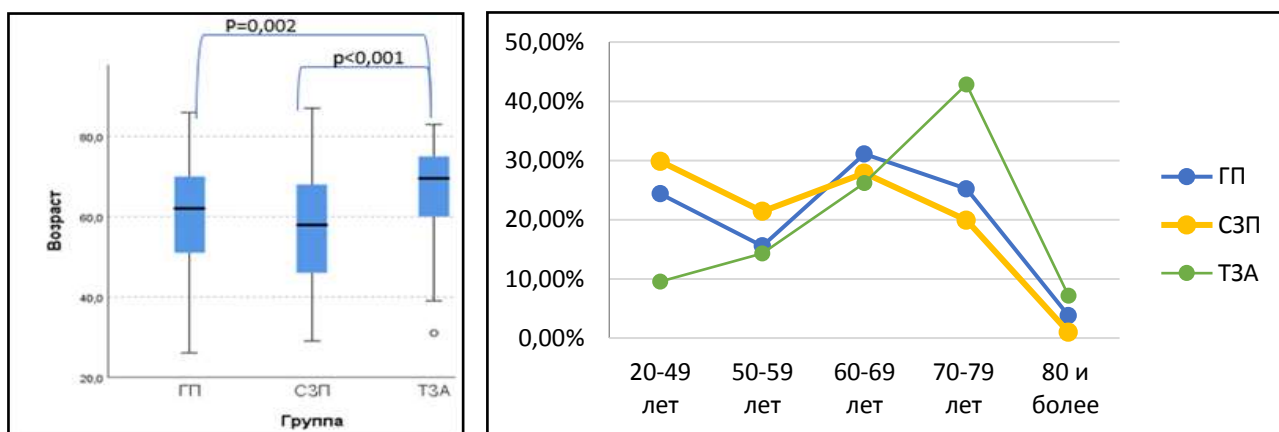 P=0,002
p<0,001
80,0
60,0
40,0
20,0
Возраст
ГП
СЗП
ТЗА
Группа
50,00%
40,00%
30,00%
20,00%
10,00%
0,00%
20-49 лет
50-59 лет
60-69 лет
70-79 лет
80 и более
ГП
СЗП
ТЗА